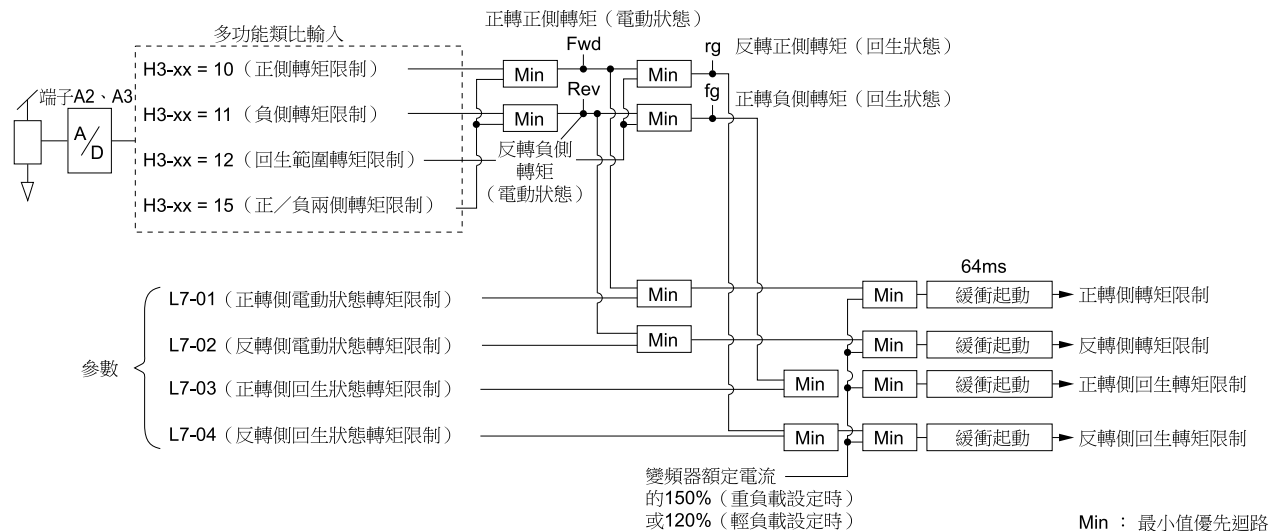 正轉正側轉矩（電動狀態）
多功能類比輸入
Fwd
rg
反轉正側轉矩（回生狀態）
H3-xx = 10（正側轉矩限制）
Min
Min
端子A2、A3
Rev
fg
正轉負側轉矩（回生狀態）
H3-xx = 11（負側轉矩限制）
Min
Min
A/D
H3-xx = 12（回生範圍轉矩限制）
反轉負側
轉矩
（電動狀態）
H3-xx = 15（正／負兩側轉矩限制）
64ms
L7-01（正轉側電動狀態轉矩限制）
Min
Min
緩衝起動
正轉側轉矩限制
L7-02（反轉側電動狀態轉矩限制）
Min
Min
緩衝起動
反轉側轉矩限制
參數
L7-03（正轉側回生狀態轉矩限制）
Min
Min
緩衝起動
正轉側回生轉矩限制
L7-04（反轉側回生狀態轉矩限制）
Min
Min
緩衝起動
反轉側回生轉矩限制
變頻器額定電流
的150%（重負載設定時）
或120%（輕負載設定時）
Min ： 最小值優先迴路